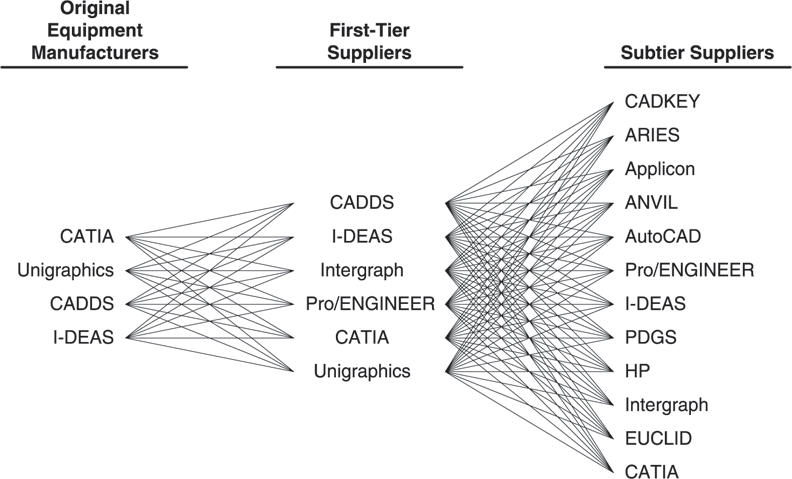 Original
Equipment
Manufacturers
First-Tier
Suppliers
Subtier Suppliers
CATIA
Unigraphics
CADDS
I-DEAS
CADDS
I-DEAS
Intergraph
Pro/ENGINEER
CATIA
Unigraphics
CADKEY
ARIES
Applicon
ANVIL
AutoCAD
Pro/ENGINEER
I-DEAS
PDGS
HP
Intergraph
EUCLID
CATIA